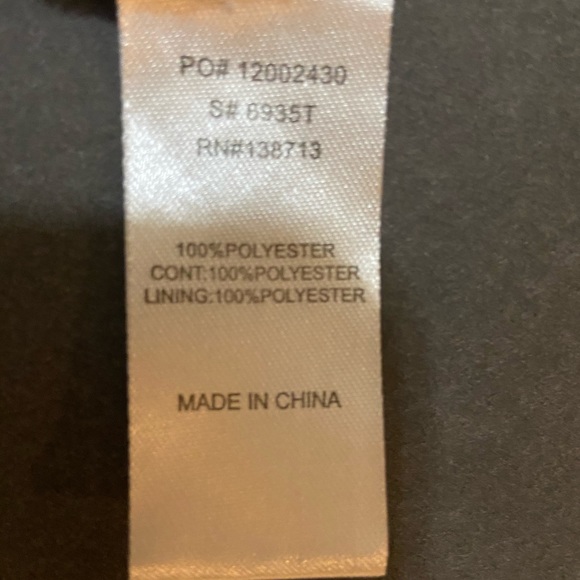 PO# 12002430
S# 6935T
RN#138713
100%POLYESTER
CONT:100%POLYESTER
LINING:100%POLYESTER
MADE IN CHINA